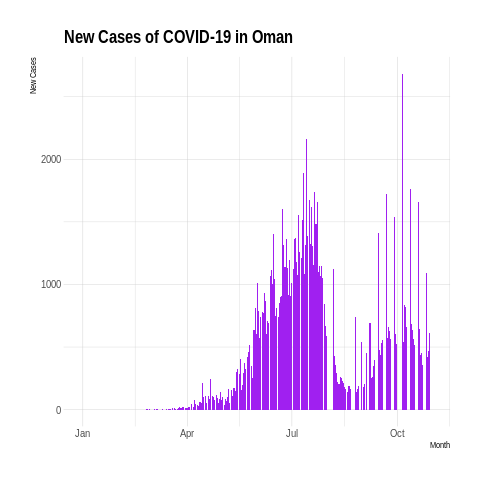 New Cases of COVID-19 in Oman
New Cases
2000
1000
0
Jan Apr Jul Oct
Month